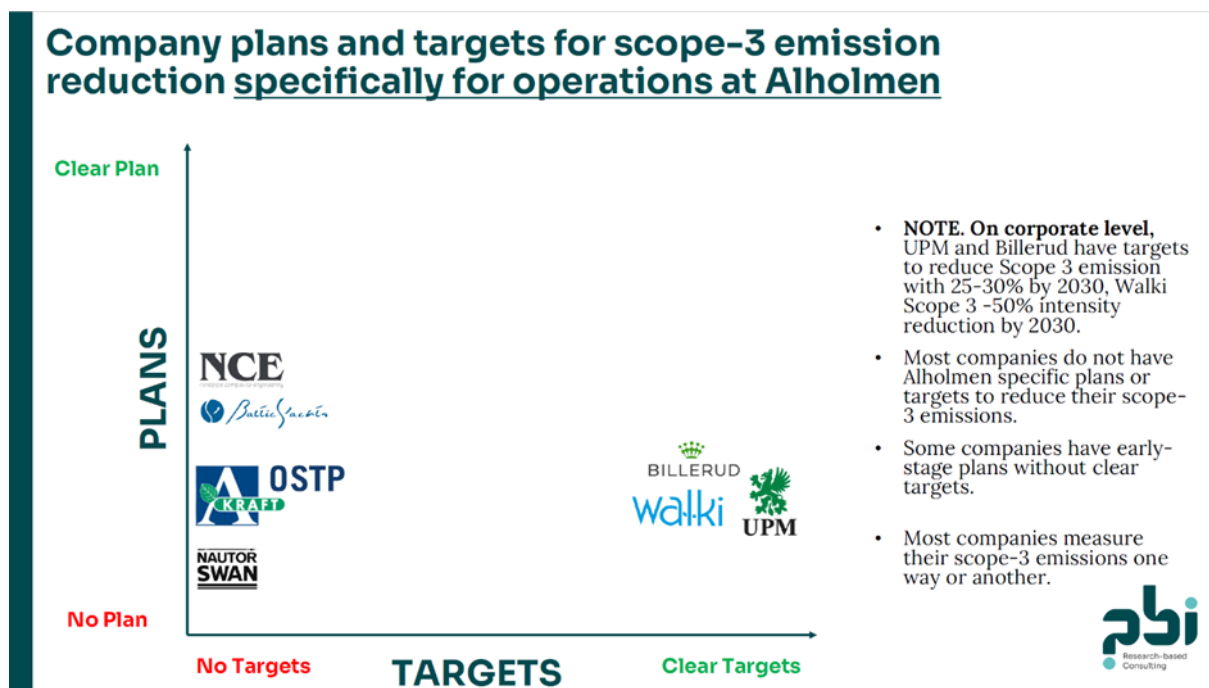 Company plans and targets for scope-3 emission
reduction specifically for operations at Alholmen
Clear Plan
PLANS
No Plan
NCE
Baltic Yachts
A
KRAFT
OSTP
NAUTOR
SWAN
BILLERUD
walki
UPM
No Targets
TARGETS
Clear Targets
• NOTE. On corporate level,
UPM and Billerud have targets
to reduce Scope 3 emission
with 25-30% by 2030, Walki
Scope 3 -50% intensity
reduction by 2030.
• Most companies do not have
Alholmen specific plans or
targets to reduce their scope-
3 emissions.
• Some companies have early-
stage plans without clear
targets.
• Most companies measure
their scope-3 emissions one
way or another.
pbi
Research-based
Consulting